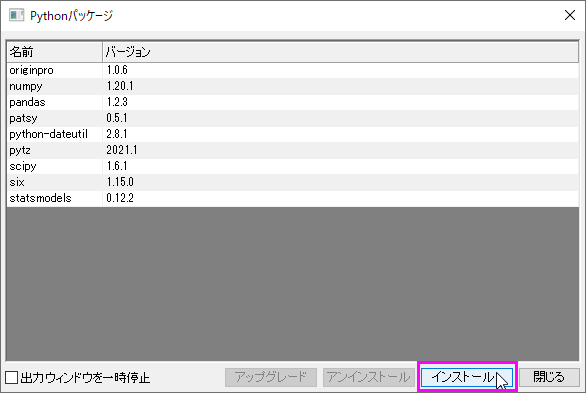 Pythonパッケージ
名前 バージョン
originpro 1.0.6
numpy 1.20.1
pandas 1.2.3
patsy 0.5.1
python-dateutil 2.8.1
pytz 2021.1
scipy 1.6.1
six 1.15.0
statsmodels 0.12.2
出力ウィンドウを一時停止 アップグレード アンインストール インストール 閉じる